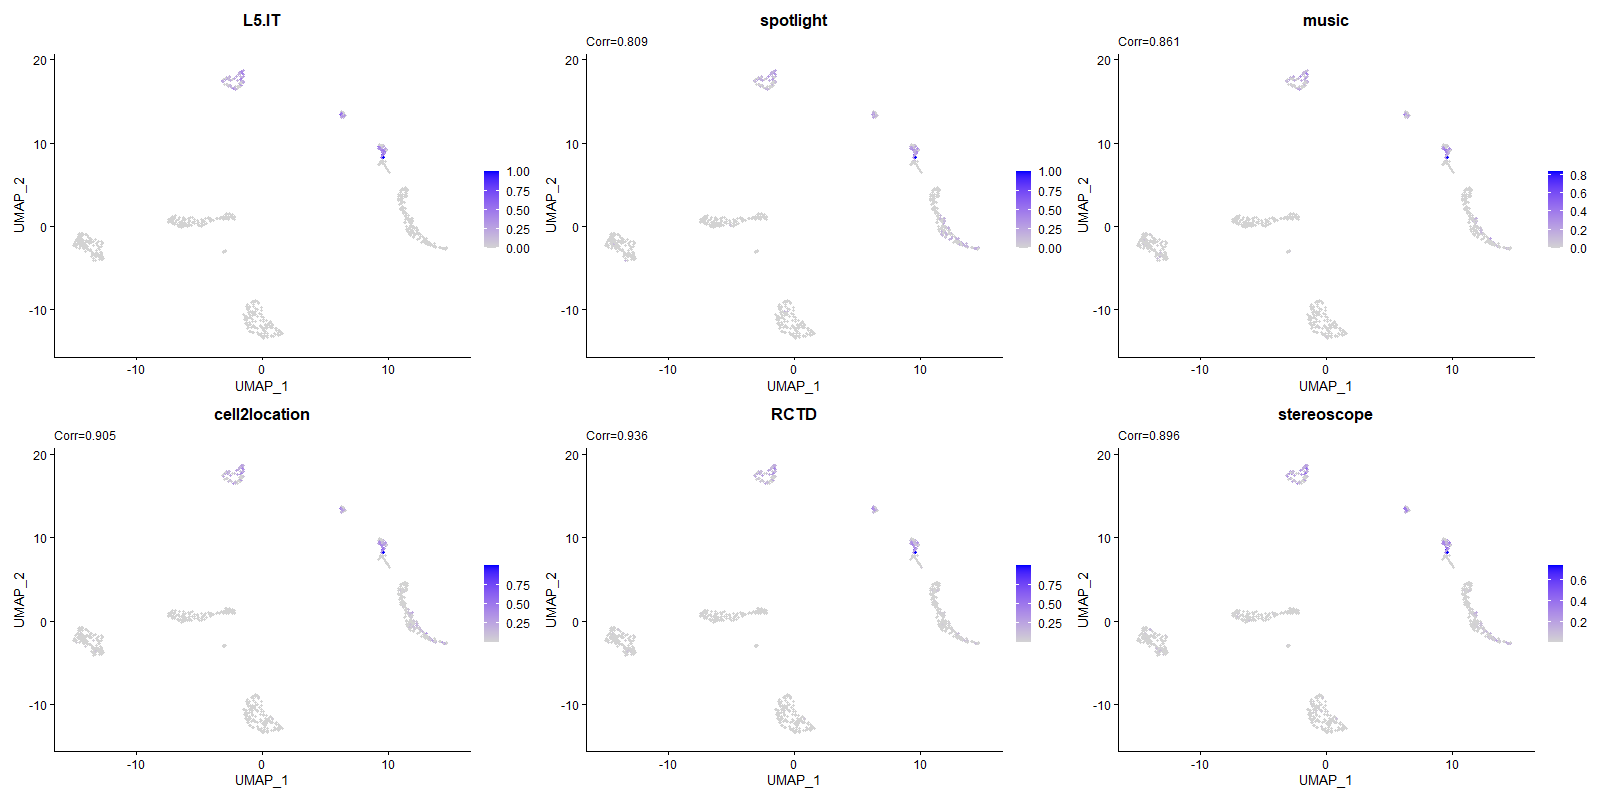 L5.IT
20
10
0
-10
UMAP_2
-10
0
10
UMAP_1
1.00
0.75
0.50
0.25
0.00
spotlight
Corr=0.809
20
10
0
-10
UMAP_2
-10
0
10
UMAP_1
1.00
0.75
0.50
0.25
0.00
music
Corr=0.861
20
10
0
-10
UMAP_2
-10
0
10
UMAP_1
0.8
0.6
0.4
0.2
0.0
cell2location
Corr=0.905
20
10
0
-10
UMAP_2
-10
0
10
UMAP_1
0.75
0.50
0.25
RCTD
Corr=0.936
20
10
0
-10
UMAP_2
-10
0
10
UMAP_1
0.75
0.50
0.25
stereoscope
Corr=0.896
20
10
0
-10
UMAP_2
-10
0
10
UMAP_1
0.6
0.4
0.2